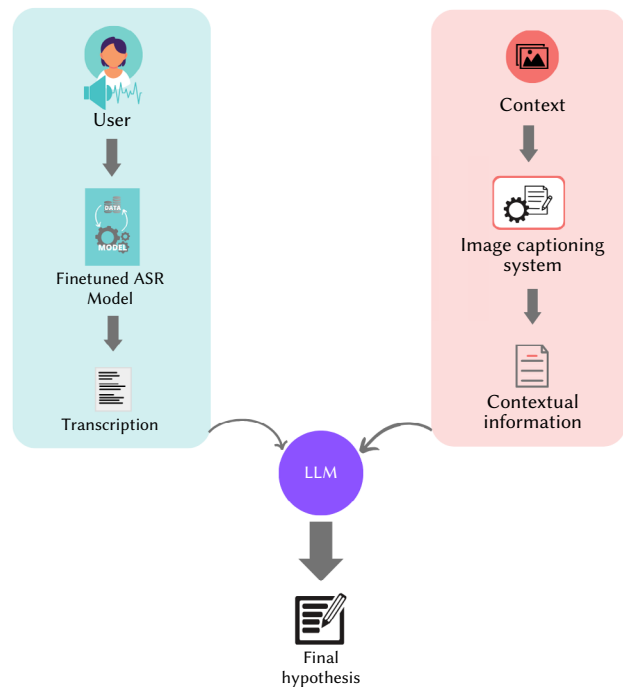 User
DATA
MODEL
Finetuned ASR
Model
Transcription
Context
Image captioning
system
Contextual
information
LLM
Final
hypothesis